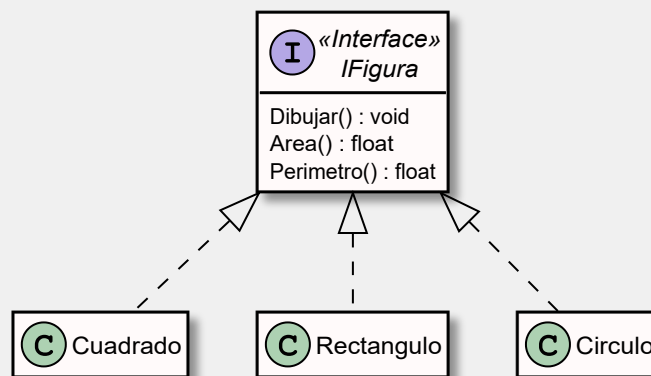 I
«Interface»
IFigura
Dibujar() : void
Area() : float
Perimetro() : float
C Cuadrado
C Rectangulo
C Circulo